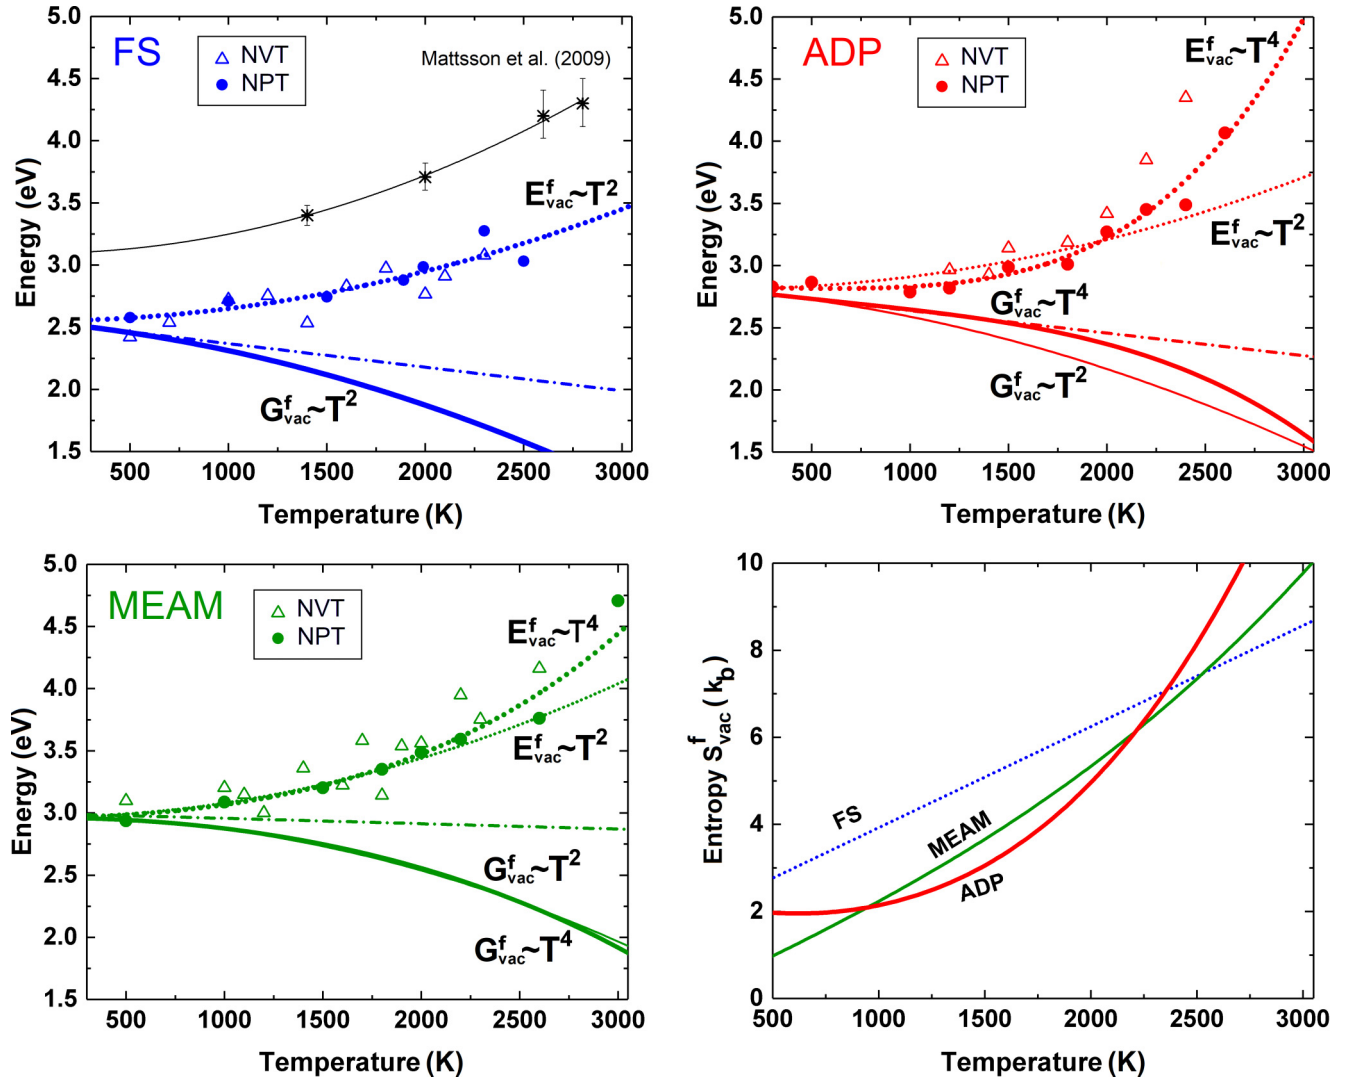 FS
NVT
NPT
Mattsson et al. (2009)
E^f_vac~T^2
G^f_vac~T^2
5.0
4.5
4.0
3.5
3.0
2.5
2.0
1.5
500 1000 1500 2000 2500 3000
Energy (eV)
Temperature (K)
ADP
NVT
NPT
E^f_vac~T^4
E^f_vac~T^2
G^f_vac~T^4
G^f_vac~T^2
5.0
4.5
4.0
3.5
3.0
2.5
2.0
1.5
500 1000 1500 2000 2500 3000
Energy (eV)
Temperature (K)
MEAM
NVT
NPT
E^f_vac~T^4
E^f_vac~T^2
G^f_vac~T^2
G^f_vac~T^4
5.0
4.5
4.0
3.5
3.0
2.5
2.0
1.5
500 1000 1500 2000 2500 3000
Energy (eV)
Temperature (K)
10
8
6
4
2
0
FS
MEAM
ADP
500 1000 1500 2000 2500 3000
Entropy S^f_vac (k_b)
Temperature (K)